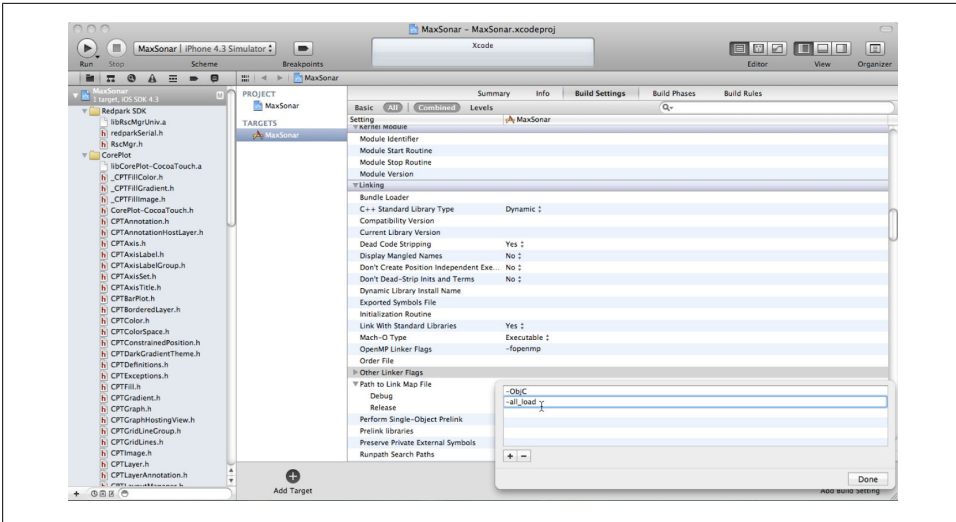 MaxSonar – MaxSonar.xcodeproj
MaxSonar | iPhone 4.3 Simulator
Xcode
Run Stop Scheme Breakpoints Editor View Organizer
MaxSonar
MaxSonar
1 target, iOS SDK 4.3
M
Redpark SDK
libRscMgrUniv.a
redparkSerial.h
RscMgr.h
CorePlot
libCorePlot-CocoaTouch.a
_CPTFillColor.h
_CPTFillGradient.h
_CPTFillImage.h
CorePlot-CocoaTouch.h
CPTAnnotation.h
CPTAnnotationHostLayer.h
CPTAxis.h
CPTAxisLabel.h
CPTAxisLabelGroup.h
CPTAxisSet.h
CPTAxisTitle.h
CPTBarPlot.h
CPTBorderedLayer.h
CPTColor.h
CPTColorSpace.h
CPTConstrainedPosition.h
CPTDarkGradientTheme.h
CPTDefinitions.h
CPTExceptions.h
CPTFill.h
CPTGradient.h
CPTGraph.h
CPTGraphHostingView.h
CPTGridLineGroup.h
CPTGridLines.h
CPTImage.h
CPTLayer.h
CPTLayerAnnotation.h
CPTLayoutManager.h
PROJECT
MaxSonar
TARGETS
MaxSonar
Add Target
Summary Info Build Settings Build Phases Build Rules
Basic All Combined Levels
Setting MaxSonar
Kernel Module
Module Identifier
Module Start Routine
Module Stop Routine
Module Version
Linking
Bundle Loader
C++ Standard Library Type Dynamic
Compatibility Version
Current Library Version
Dead Code Stripping Yes
Display Mangled Names No
Don't Create Position Independent Exe... No
Don't Dead-Strip Inits and Terms No
Dynamic Library Install Name
Exported Symbols File
Initialization Routine
Link With Standard Libraries Yes
Mach-O Type Executable
OpenMP Linker Flags -fopenmp
Order File
Other Linker Flags
Path to Link Map File
Debug
Release
Perform Single-Object Prelink
Prelink libraries
Preserve Private External Symbols
Runpath Search Paths
-ObjC
-all_load
+ −
Done
Add Build Setting